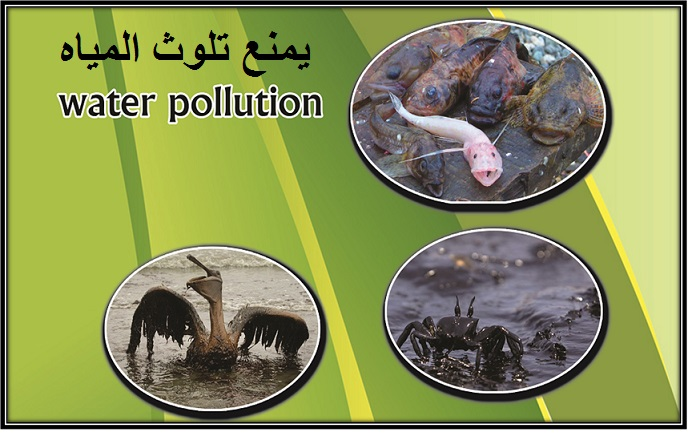 يمنع تلوث المياه
water pollution